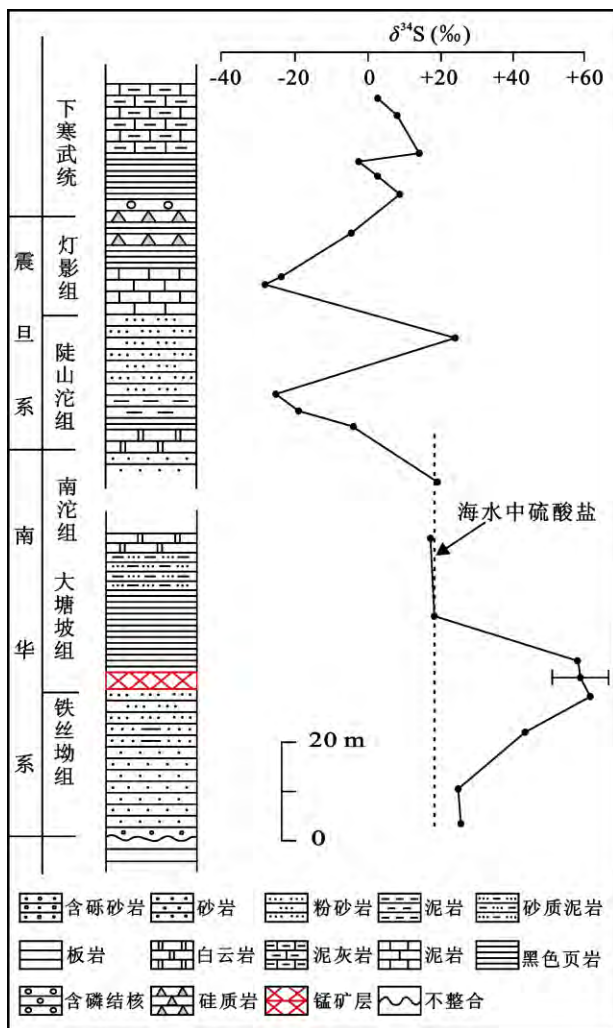 δ³⁴S (‰)
-40 -20 0 +20 +40 +60
下寒武统
震旦系
灯影组
陡山沱组
南华系
南沱组
大塘坡组
铁丝坳组
海水中硫酸盐
20 m
0
含砾砂岩 砂岩 粉砂岩 泥岩 砂质泥岩
板岩 白云岩 泥灰岩 泥岩 黑色页岩
含磷结核 硅质岩 锰矿层 不整合